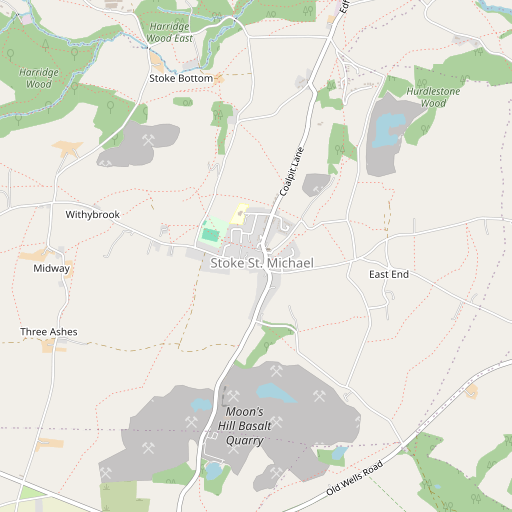 Harridge
Wood East
Edf
Harridge
Wood
Stoke Bottom
Hurdlestone
Wood
Coalpit Lane
Withybrook
Stoke St. Michael
Midway
East End
Three Ashes
Moon's
Hill Basalt
Quarry
Old Wells Road